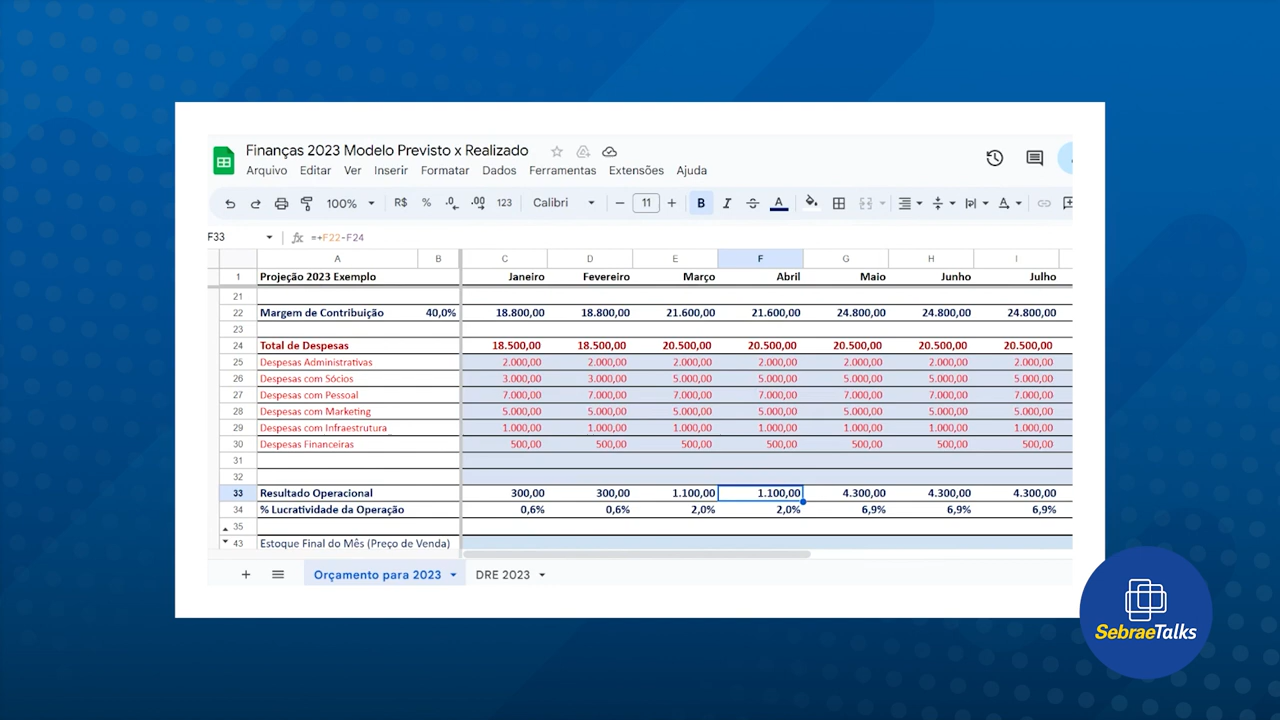 Finanças 2023 Modelo Previsto x Realizado
Arquivo Editar Ver Inserir Formatar Dados Ferramentas Extensões Ajuda
100% R$ % .0 .00 123 Calibri − 11 + B I S A
F33 fx =+F22-F24
A B C D E F G H I
1 Projeção 2023 Exemplo Janeiro Fevereiro Março Abril Maio Junho Julho
21
22 Margem de Contribuição 40,0% 18.800,00 18.800,00 21.600,00 21.600,00 24.800,00 24.800,00 24.800,00
23
24 Total de Despesas 18.500,00 18.500,00 20.500,00 20.500,00 20.500,00 20.500,00 20.500,00
25 Despesas Administrativas 2.000,00 2.000,00 2.000,00 2.000,00 2.000,00 2.000,00 2.000,00
26 Despesas com Sócios 3.000,00 3.000,00 5.000,00 5.000,00 5.000,00 5.000,00 5.000,00
27 Despesas com Pessoal 7.000,00 7.000,00 7.000,00 7.000,00 7.000,00 7.000,00 7.000,00
28 Despesas com Marketing 5.000,00 5.000,00 5.000,00 5.000,00 5.000,00 5.000,00 5.000,00
29 Despesas com Infraestrutura 1.000,00 1.000,00 1.000,00 1.000,00 1.000,00 1.000,00 1.000,00
30 Despesas Financeiras 500,00 500,00 500,00 500,00 500,00 500,00 500,00
31
32
33 Resultado Operacional 300,00 300,00 1.100,00 1.100,00 4.300,00 4.300,00 4.300,00
34 % Lucratividade da Operação 0,6% 0,6% 2,0% 2,0% 6,9% 6,9% 6,9%
35
43 Estoque Final do Mês (Preço de Venda)
+ Orçamento para 2023 DRE 2023
SebraeTalks